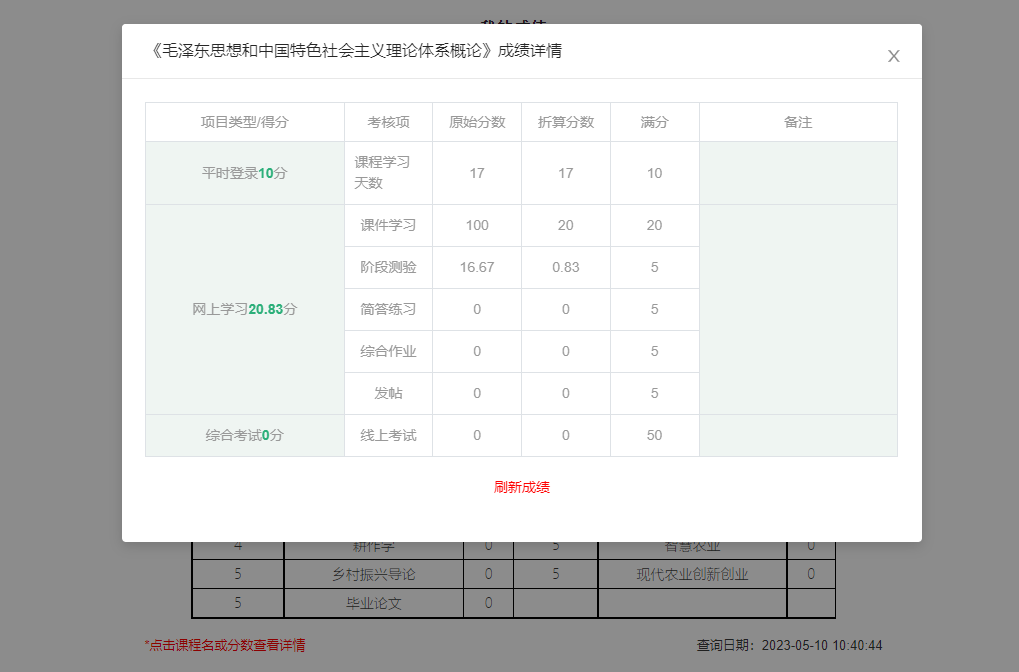 我的成绩
《毛泽东思想和中国特色社会主义理论体系概论》成绩详情
X
项目类型/得分 考核项 原始分数 折算分数 满分 备注
平时登录10分 课程学习 17 17 10
天数
课件学习 100 20 20
阶段测验 16.67 0.83 5
网上学习20.83分 简答练习 0 0 5
综合作业 0 0 5
发帖 0 0 5
综合考试0分 线上考试 0 0 50
刷新成绩
4 耕作学 0 5 智慧农业 0
5 乡村振兴导论 0 5 现代农业创新创业 0
5 毕业论文 0
*点击课程名或分数查看详情 查询日期：2023-05-10 10:40:44